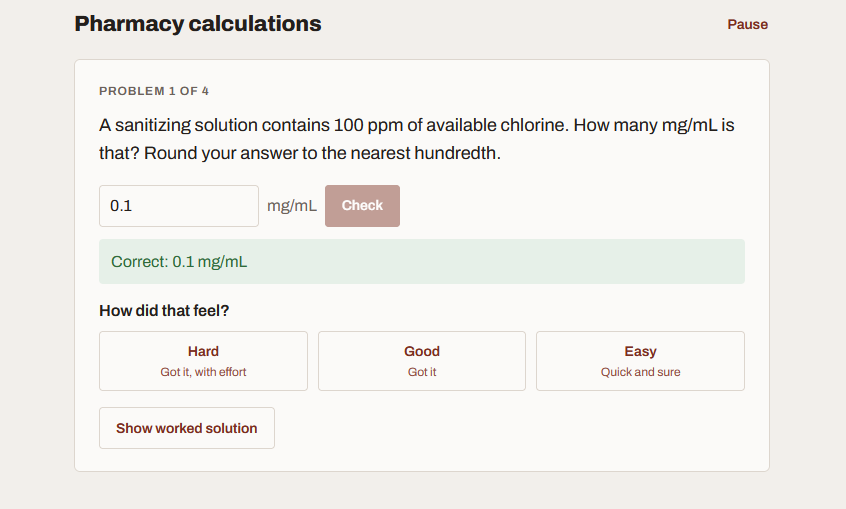 Pharmacy calculations
Pause
PROBLEM 1 OF 4
A sanitizing solution contains 100 ppm of available chlorine. How many mg/mL is
that? Round your answer to the nearest hundredth.
0.1 mg/mL Check
Correct: 0.1 mg/mL
How did that feel?
Hard
Got it, with effort
Good
Got it
Easy
Quick and sure
Show worked solution